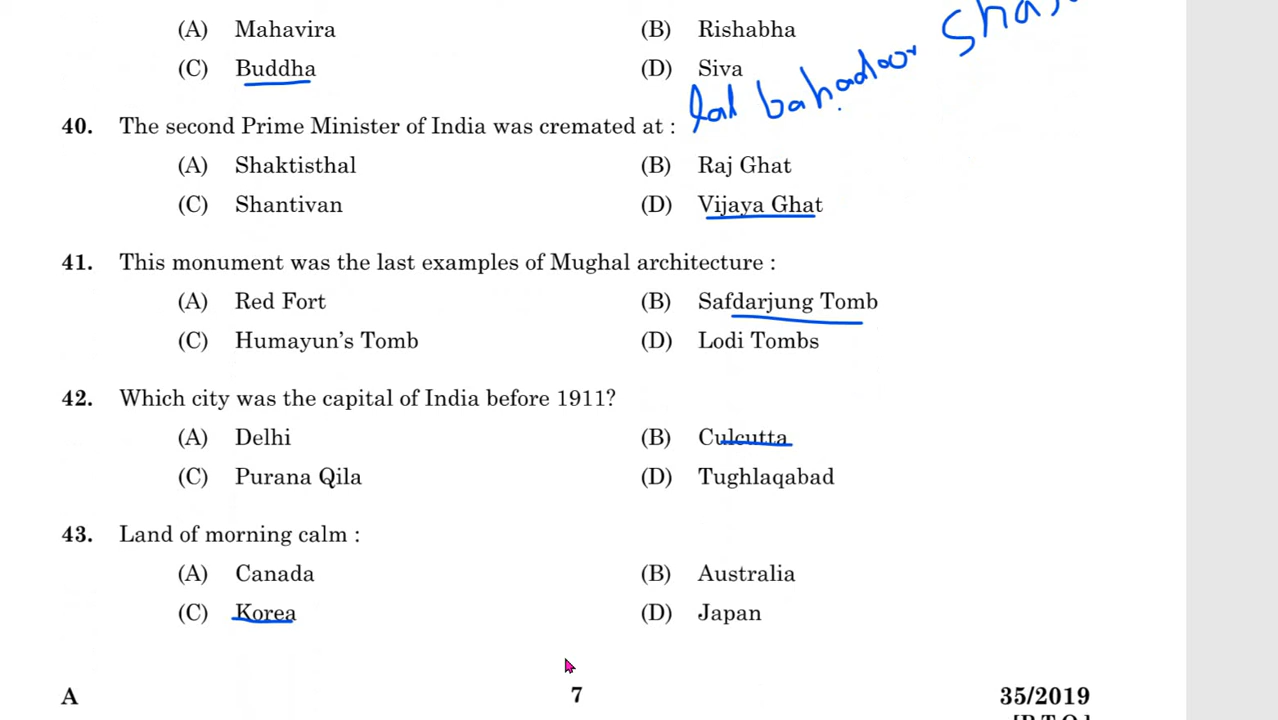 (A) Mahavira (B) Rishabha
(C) Buddha (D) Siva
lal bahadoor
40. The second Prime Minister of India was cremated at :
(A) Shaktisthal (B) Raj Ghat
(C) Shantivan (D) Vijaya Ghat
41. This monument was the last examples of Mughal architecture :
(A) Red Fort (B) Safdarjung Tomb
(C) Humayun's Tomb (D) Lodi Tombs
42. Which city was the capital of India before 1911?
(A) Delhi (B) Culcutta
(C) Purana Qila (D) Tughlaqabad
43. Land of morning calm :
(A) Canada (B) Australia
(C) Korea (D) Japan
A 7 35/2019